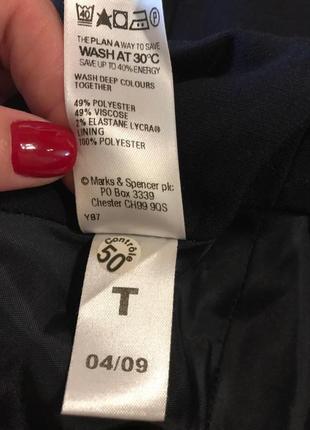 40
THE PLAN A WAY TO SAVE
WASH AT 30°C
SAVE UP TO 40% ENERGY
WASH DEEP COLOURS
TOGETHER
49% POLYESTER
49% VISCOSE
2% ELASTANE LYCRA®
LINING
100% POLYESTER
© Marks & Spencer plc
PO Box 3339
Chester CH99 9QS
Y87
Contrôle
50
T
04/09